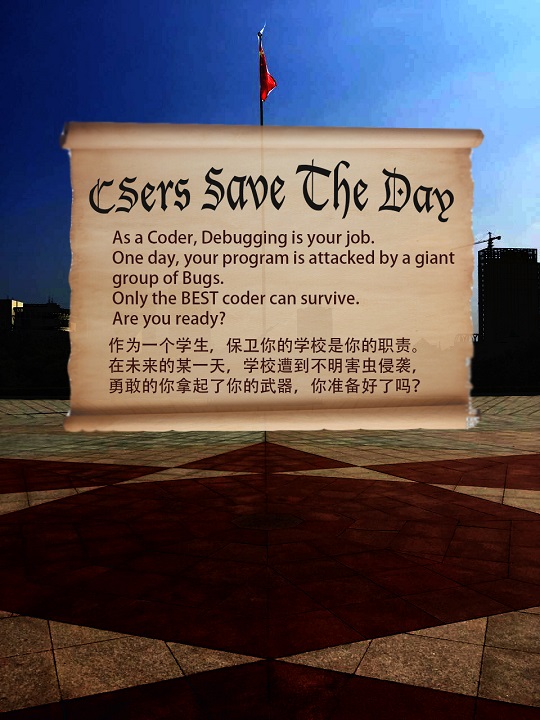 CSers Save The Day
As a Coder, Debugging is your job.
One day, your program is attacked by a giant
group of Bugs.
Only the BEST coder can survive.
Are you ready?
作为一个学生，保卫你的学校是你的职责。
在未来的某一天，学校遭到不明害虫侵袭，
勇敢的你拿起了你的武器，你准备好了吗？